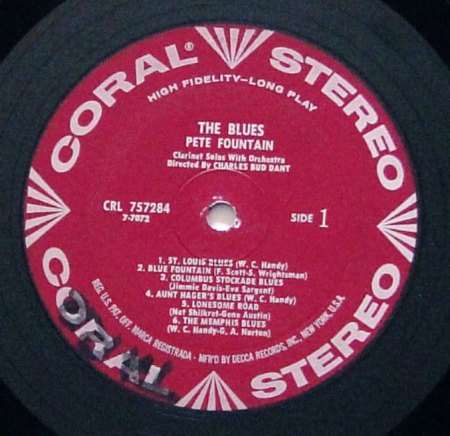 CORAL® STEREO
HIGH FIDELITY—LONG PLAY
THE BLUES
PETE FOUNTAIN
Clarinet Solos With Orchestra
Directed By CHARLES BUD DANT
CRL 757284
7-7072
SIDE 1
1. ST. LOUIS BLUES (W. C. Handy)
2. BLUE FOUNTAIN (F. Scott-S. Wrightsman)
3. COLUMBUS STOCKADE BLUES
(Jimmie Davis-Eva Sargent)
4. AUNT HAGER'S BLUES (W. C. Handy)
5. LONESOME ROAD
(Nat Shilkret-Gene Austin)
6. THE MEMPHIS BLUES
(W. C. Handy-G. A. Norton)
REG. U.S. PAT. OFF. MARCA REGISTRADA - MFR'D BY DECCA RECORDS, INC., NEW YORK, U.S.A.
CORAL STEREO